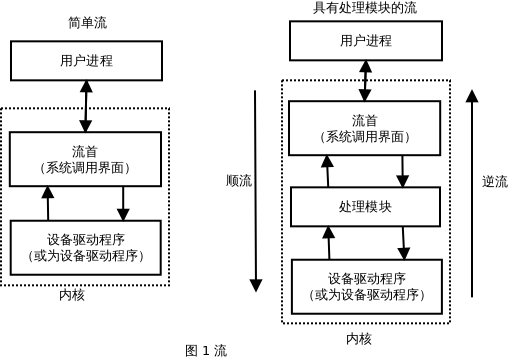 简单流
用户进程
流首
（系统调用界面）
设备驱动程序
（或为设备驱动程序）
内核
具有处理模块的流
用户进程
流首
（系统调用界面）
顺流
逆流
处理模块
设备驱动程序
（或为设备驱动程序）
内核
图 1 流